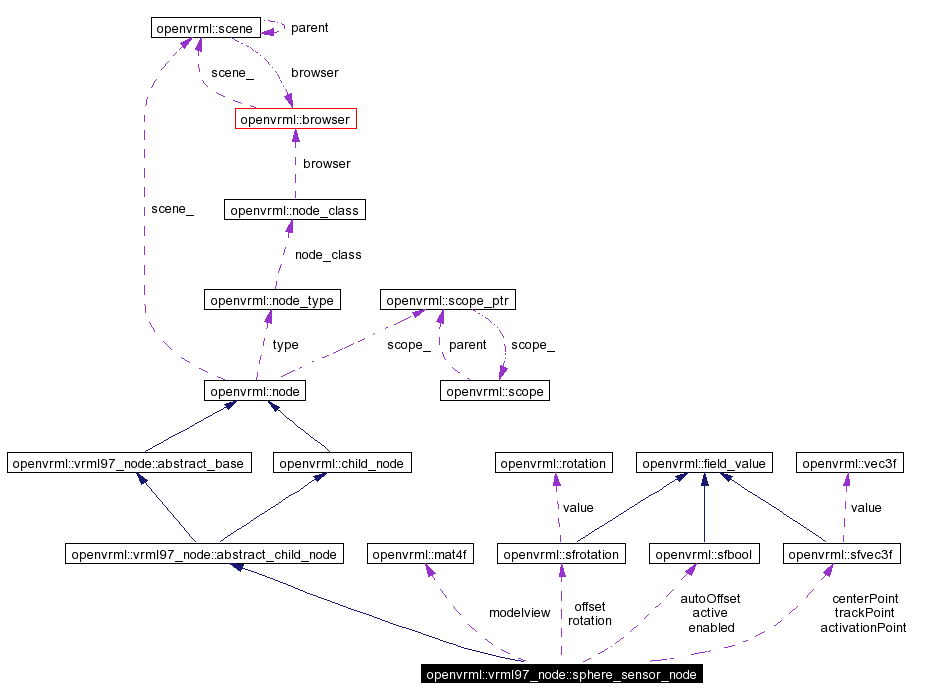 openvrml::scene
parent
scene_
browser
openvrml::browser
browser
scene_
openvrml::node_class
node_class
openvrml::node_type
openvrml::scope_ptr
type
scope_
parent
scope_
openvrml::node
openvrml::scope
openvrml::vrml97_node::abstract_base
openvrml::child_node
openvrml::rotation
openvrml::field_value
openvrml::vec3f
value
value
openvrml::vrml97_node::abstract_child_node
openvrml::mat4f
openvrml::sfrotation
openvrml::sfbool
openvrml::sfvec3f
modelview
offset
rotation
autoOffset
active
enabled
centerPoint
trackPoint
activationPoint
openvrml::vrml97_node::sphere_sensor_node